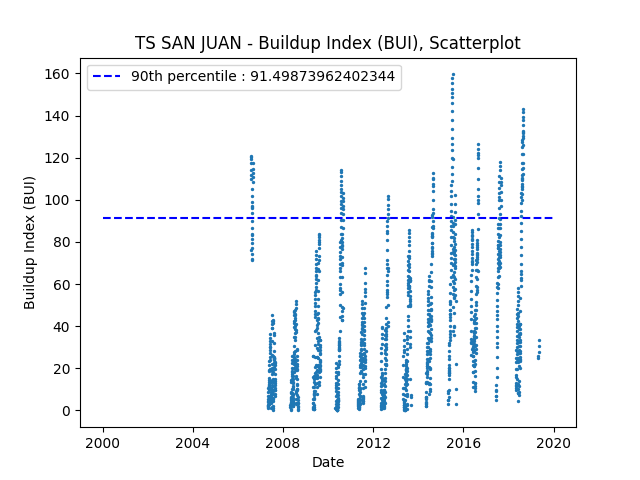 TS SAN JUAN - Buildup Index (BUI), Scatterplot
90th percentile : 91.49873962402344
160
140
120
100
80
60
40
20
0
Buildup Index (BUI)
2000 2004 2008 2012 2016 2020
Date